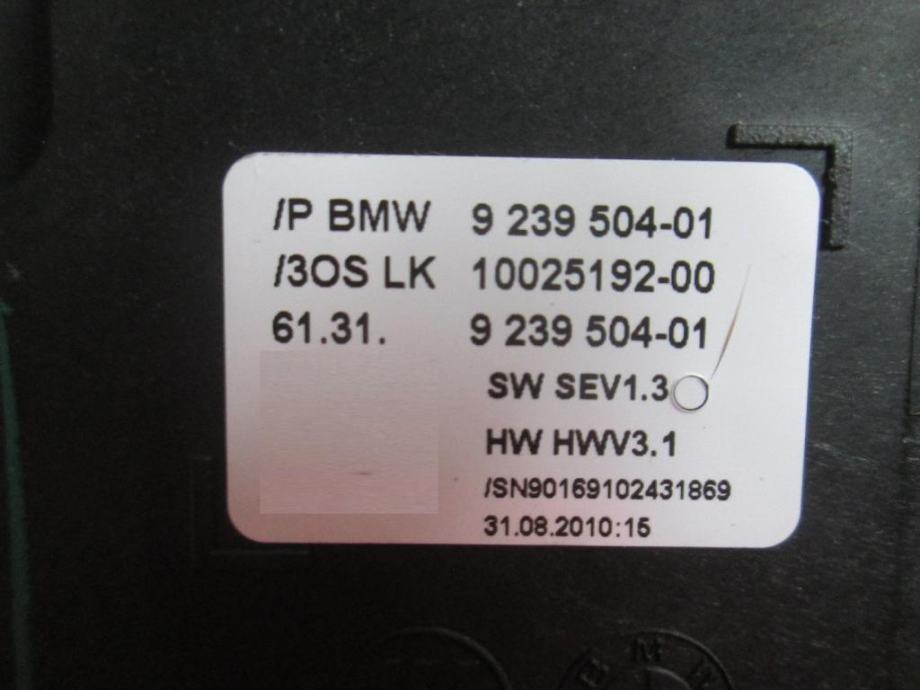 /P BMW 9 239 504-01
/3OS LK 10025192-00
61.31. 9 239 504-01
SW SEV1.3
HW HWV3.1
/SN90169102431869
31.08.2010:15
BMW